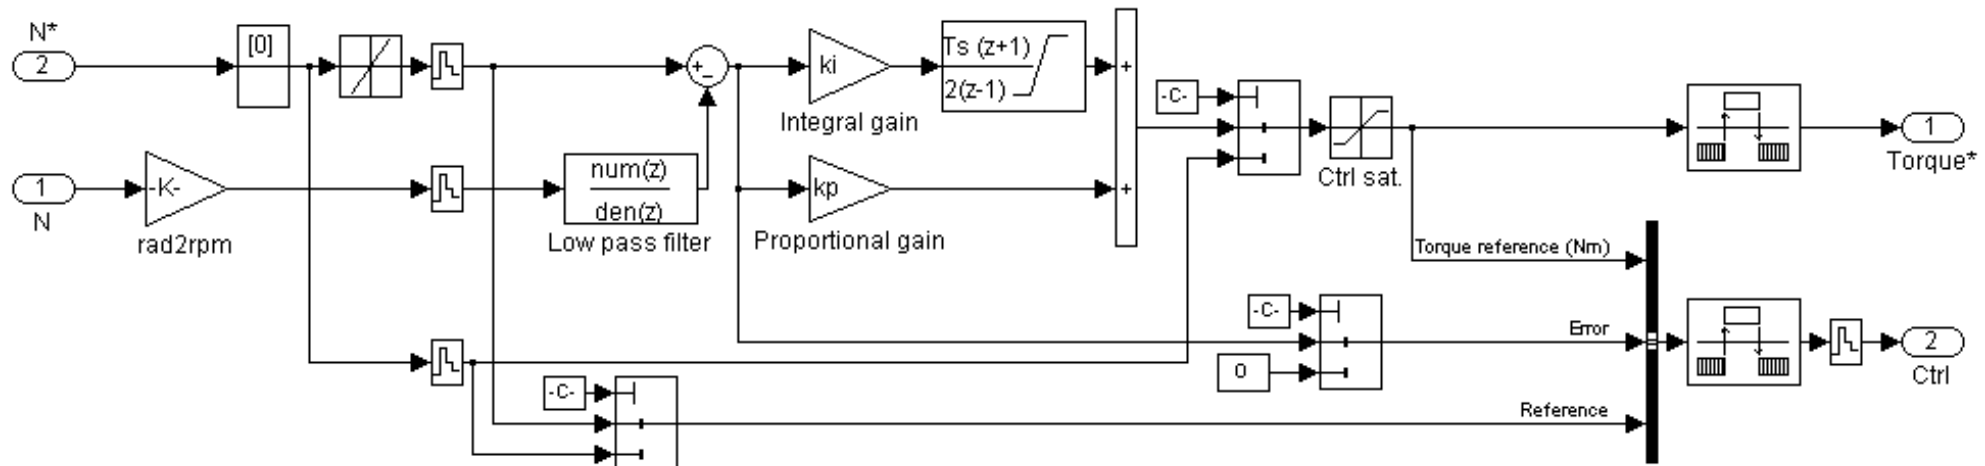 N*
2
[0]
+
-
ki
Integral gain
Ts (z+1)
2(z-1)
+
+
-C-
Ctrl sat.
1
Torque*
1
N
-K-
rad2rpm
num(z)
den(z)
Low pass filter
kp
Proportional gain
Torque reference (Nm)
-C-
Error
0
2
Ctrl
-C-
Reference